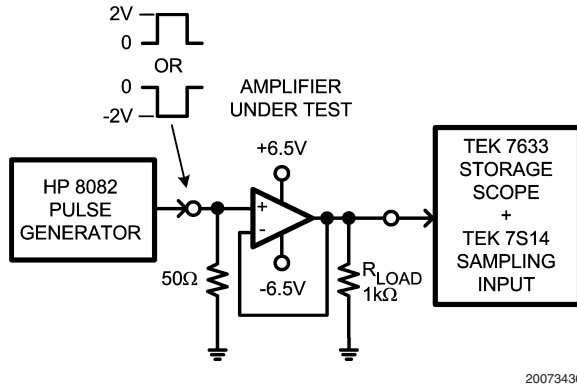 2V
0
OR
0
-2V
AMPLIFIER
UNDER TEST
+6.5V
HP 8082
PULSE
GENERATOR
+
-
50Ω
-6.5V
RLOAD
1kΩ
TEK 7633
STORAGE
SCOPE
+
TEK 7S14
SAMPLING
INPUT